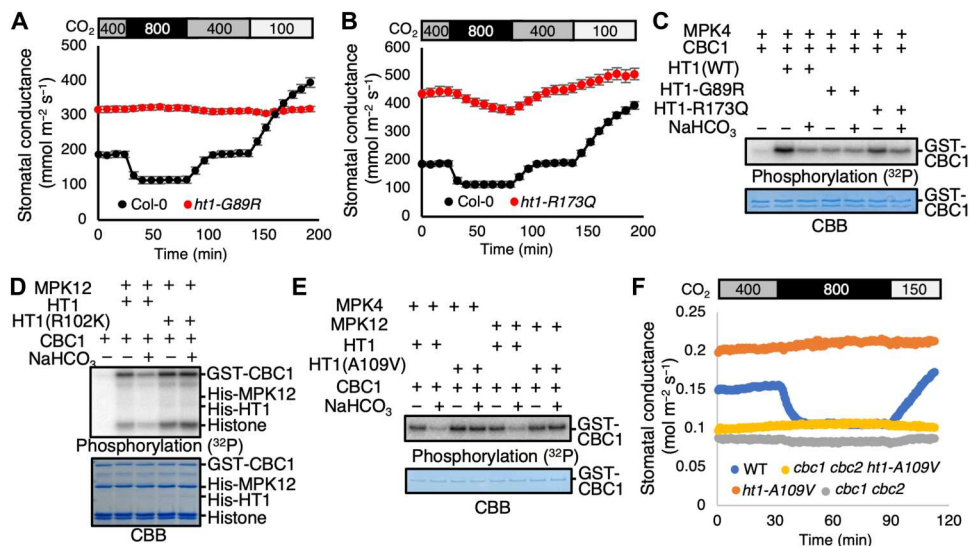 A
CO2 400 800 400 100
Stomatal conductance (mmol m−2 s−1)
500
400
300
200
100
0
Col-0 ht1-G89R
0 50 100 150 200
Time (min)
B
CO2 400 800 400 100
Stomatal conductance (mmol m−2 s−1)
600
500
400
300
200
100
0
Col-0 ht1-R173Q
0 50 100 150 200
Time (min)
C
MPK4 + + + + + + +
CBC1 + + + + + + +
HT1(WT) + +
HT1-G89R + +
HT1-R173Q + +
NaHCO3 − − + − + − +
GST-CBC1
Phosphorylation (32P)
GST-CBC1
CBB
D
MPK12 + + + +
HT1 + +
HT1(R102K) + +
CBC1 + + + + +
NaHCO3 − − + − +
GST-CBC1
His-MPK12
His-HT1
Histone
Phosphorylation (32P)
GST-CBC1
His-MPK12
His-HT1
Histone
CBB
E
MPK4 + + + +
MPK12 + + + +
HT1 + + + +
HT1(A109V) + + + +
CBC1 + + + + + + + +
NaHCO3 − + − + − + − +
GST-CBC1
Phosphorylation (32P)
GST-CBC1
CBB
F
CO2 400 800 150
Stomatal conductance (mol m−2 s−1)
0.25
0.2
0.15
0.1
0.05
0
WT cbc1 cbc2 ht1-A109V
ht1-A109V cbc1 cbc2
0 30 60 90 120
Time (min)